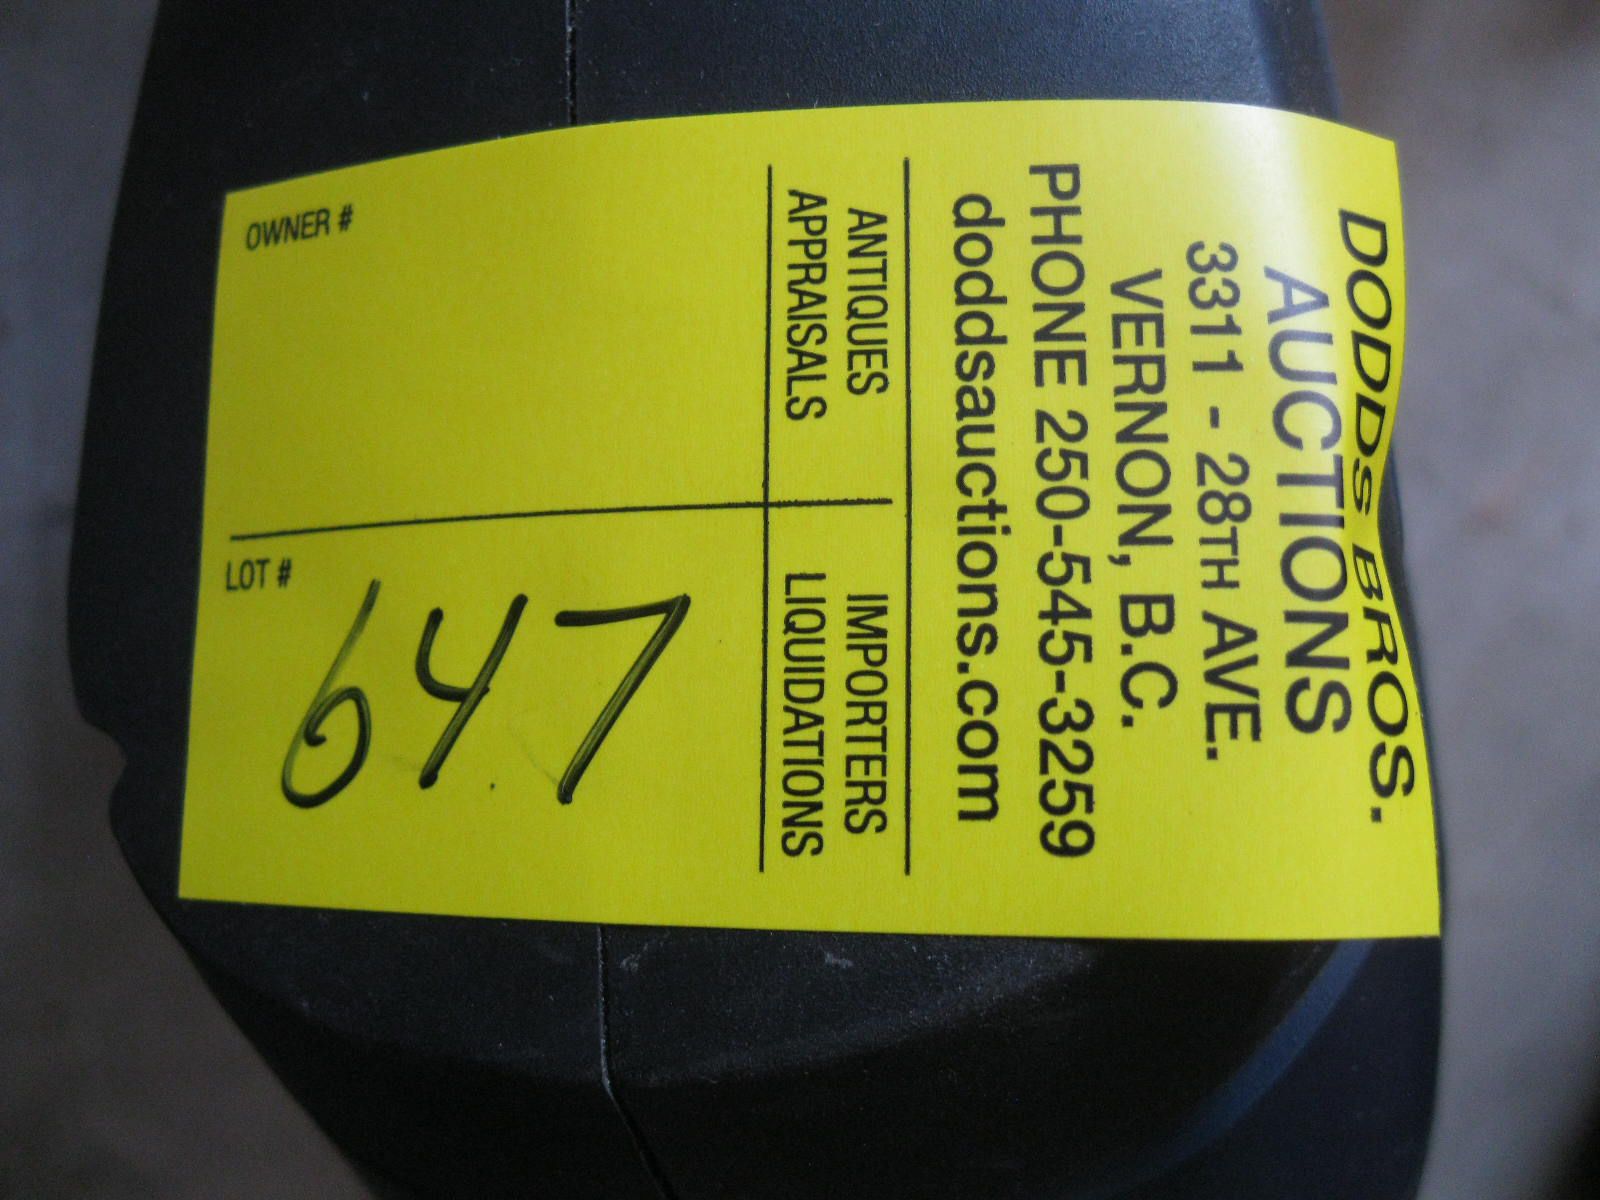 DODDS BROS.
AUCTIONS
3311 - 28TH AVE.
VERNON, B.C.
PHONE 250-545-3259
doddsauctions.com
ANTIQUES
APPRAISALS
IMPORTERS
LIQUIDATIONS
OWNER #
LOT #
647